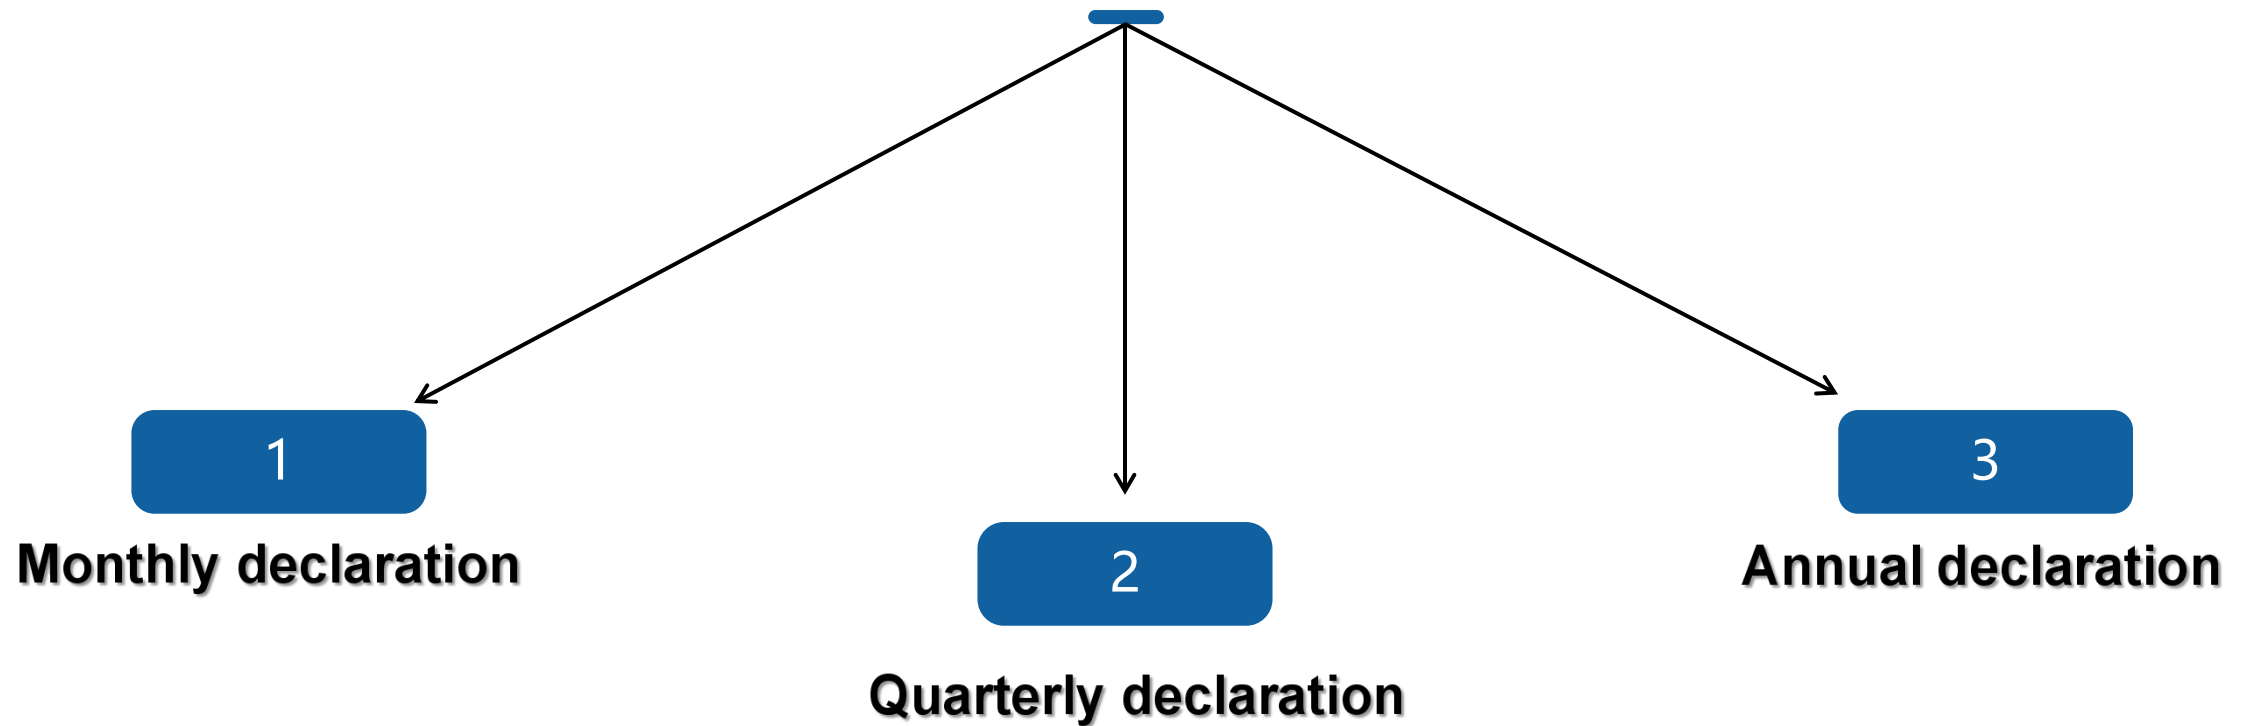 1
Monthly declaration
2
Quarterly declaration
3
Annual declaration